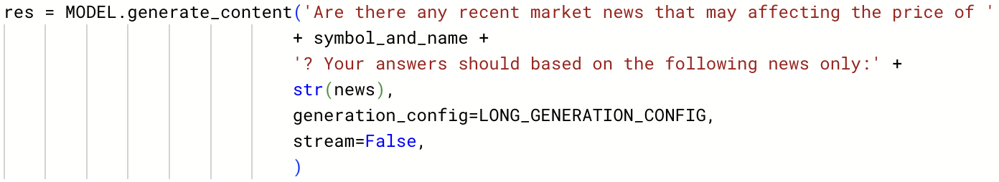 res = MODEL.generate_content('Are there any recent market news that may affecting the price of '
+ symbol_and_name +
'? Your answers should based on the following news only:' +
str(news),
generation_config=LONG_GENERATION_CONFIG,
stream=False,
)